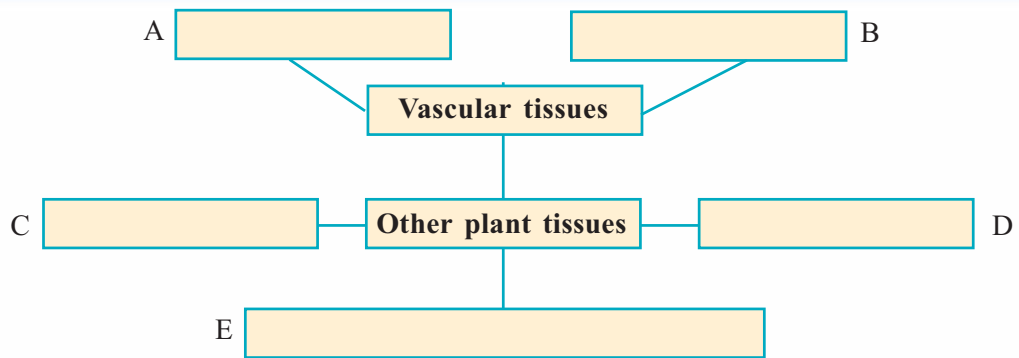 A
B
Vascular tissues
C
Other plant tissues
D
E